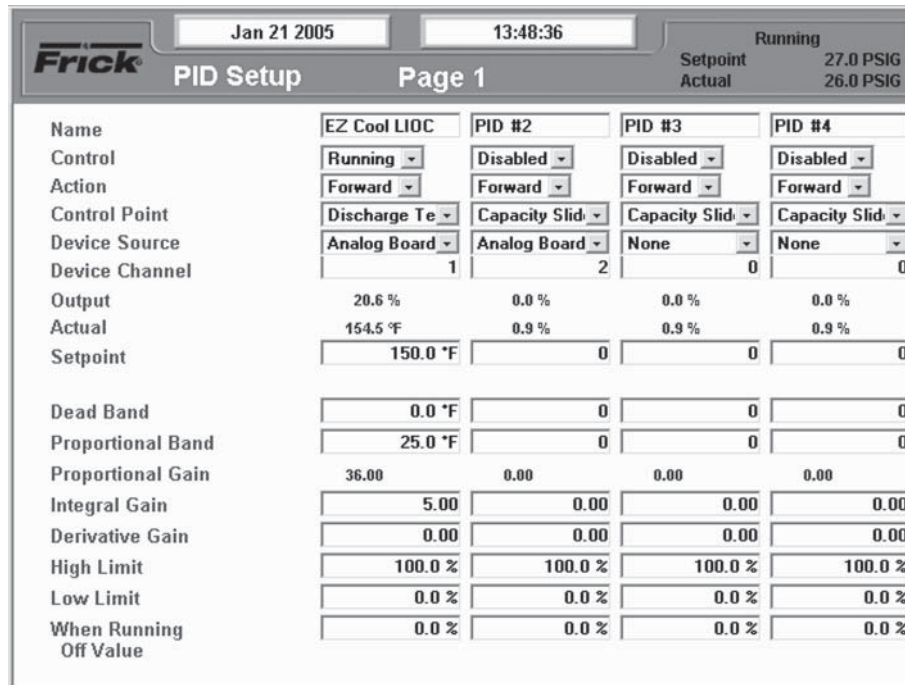 Jan 21 2005 13:48:36
Running
Frick
Setpoint 27.0 PSIG
PID Setup Page 1
Actual 26.0 PSIG
Name EZ Cool LIOC PID #2 PID #3 PID #4
Control Running Disabled Disabled Disabled
Action Forward Forward Forward Forward
Control Point Discharge Te Capacity Slid Capacity Slid Capacity Slid
Device Source Analog Board Analog Board None None
Device Channel 1 2 0 0
Output 20.6 % 0.0 % 0.0 % 0.0 %
Actual 154.5 °F 0.9 % 0.9 % 0.9 %
Setpoint 150.0 °F 0 0 0
Dead Band 0.0 °F 0 0 0
Proportional Band 25.0 °F 0 0 0
Proportional Gain 36.00 0.00 0.00 0.00
Integral Gain 5.00 0.00 0.00 0.00
Derivative Gain 0.00 0.00 0.00 0.00
High Limit 100.0 % 100.0 % 100.0 % 100.0 %
Low Limit 0.0 % 0.0 % 0.0 % 0.0 %
When Running 0.0 % 0.0 % 0.0 % 0.0 %
Off Value